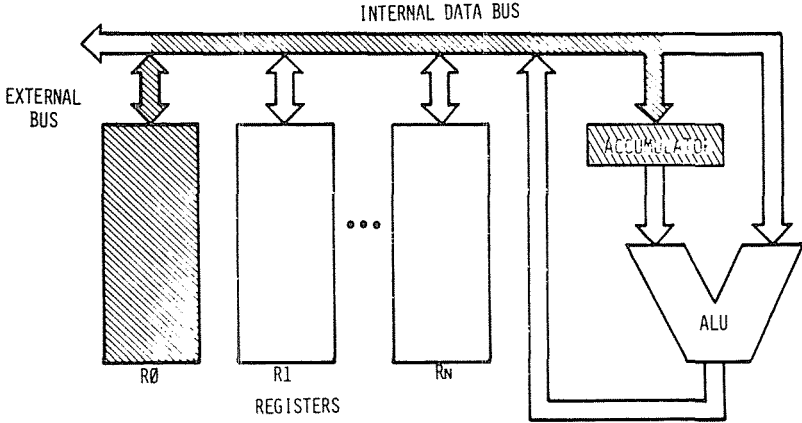 INTERNAL DATA BUS
EXTERNAL
BUS
ACCUMULATOR
ALU
RØ
R1
RN
REGISTERS